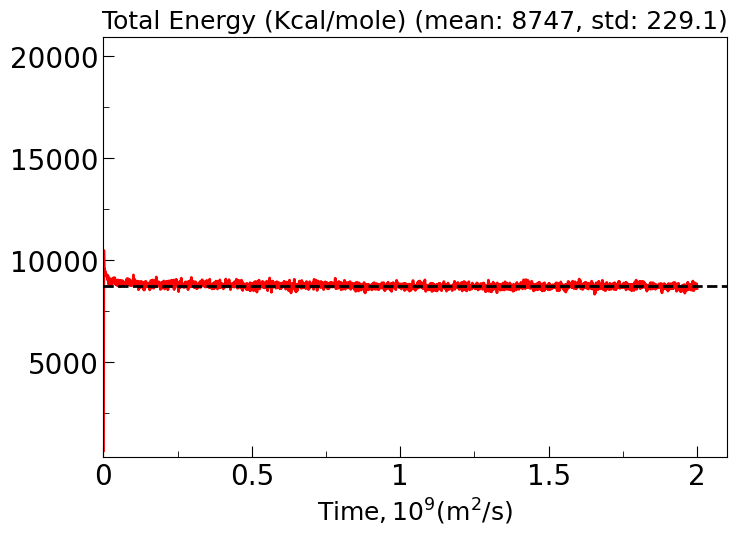 Total Energy (Kcal/mole) (mean: 8747, std: 229.1)
20000
15000
10000
5000
0 0.5 1 1.5 2
Time, 10⁹(m²/s)